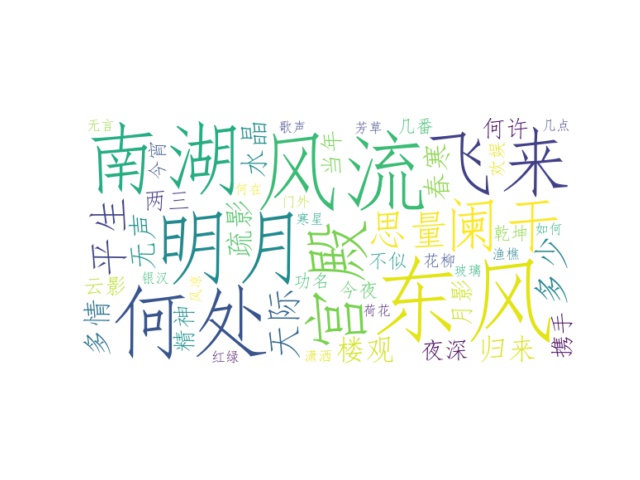 无言
南湖
今宵
风流
歌声
水晶
当年
芳草
几番
春寒
飞来
何许
几点
欢娱
平生
两三
无声
明月
疏影
何在
门外
寒星
宫殿
思量
阑干
乾坤
如何
渔樵
多少
不似
花柳
玻璃
云影
银汉
功名
今夜
何处
东风
荷花
月影
多情
精神
天际
红绿
潇洒
楼观
夜深
归来
携手